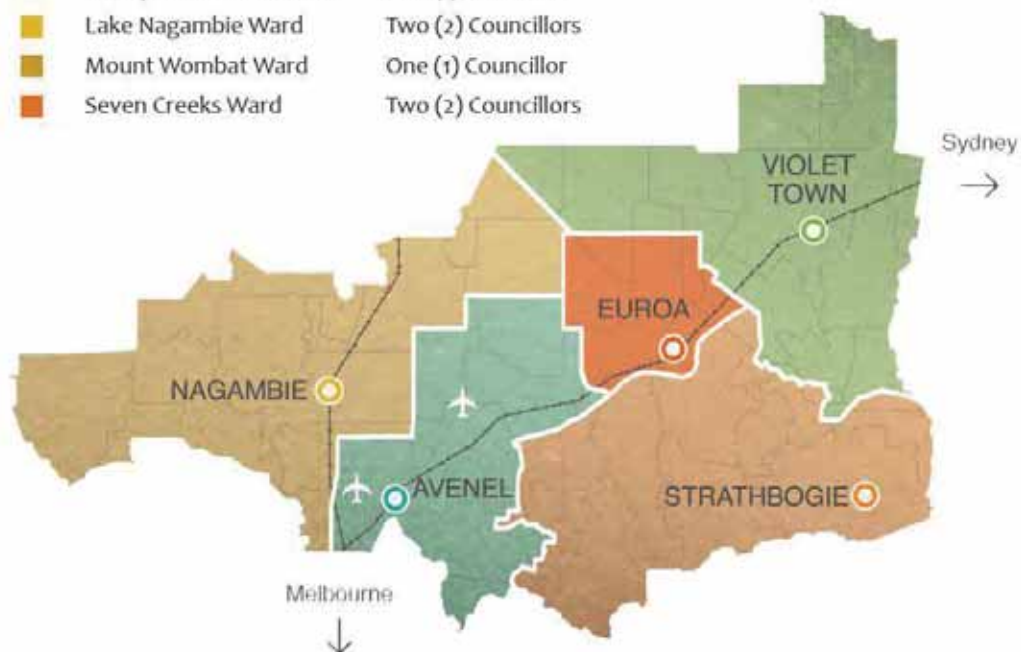 Lake Nagambie Ward Two (2) Councillors
Mount Wombat Ward One (1) Councillor
Seven Creeks Ward Two (2) Councillors
Sydney
VIOLET
TOWN
EUROA
NAGAMBIE
AVENEL
STRATHBOGIE
Melbourne